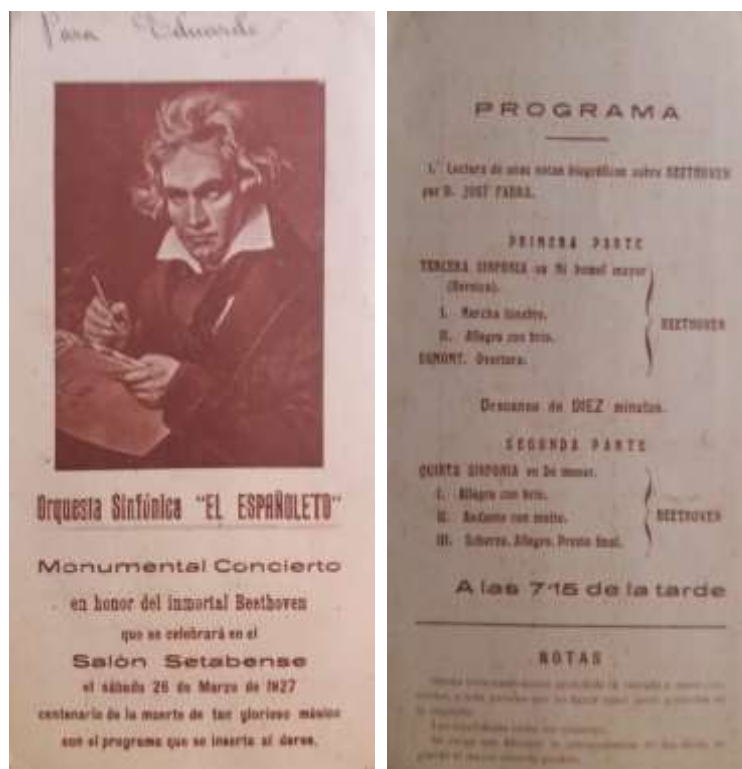 Para Eduardo
Orquesta Sinfónica "EL ESPAÑOLETO"
Monumental Concierto
en honor del inmortal Beethoven
que se celebrará en el
Salón Setabense
el sábado 26 de Marzo de 1927
centenario de la muerte de tan glorioso músico
con el programa que se inserta al dorso.
PROGRAMA
1.º Lectura de unas notas biográficas sobre BEETHOVEN
por D. JOSÉ
PRIMERA PARTE
TERCERA SINFONIA en Mi bemol mayor
(Heroica).
I. Marcha fúnebre.
II. Allegro con brio.
EGMONT. Overtura.
BEETHOVEN
Descanso de DIEZ minutos.
SEGUNDA PARTE
QUINTA SINFONIA en Do menor.
I. Allegro con brio.
II. Andante con molto.
III. Scherzo. Allegro. Presto final.
BEETHOVEN
A las 7'15 de la tarde
NOTAS